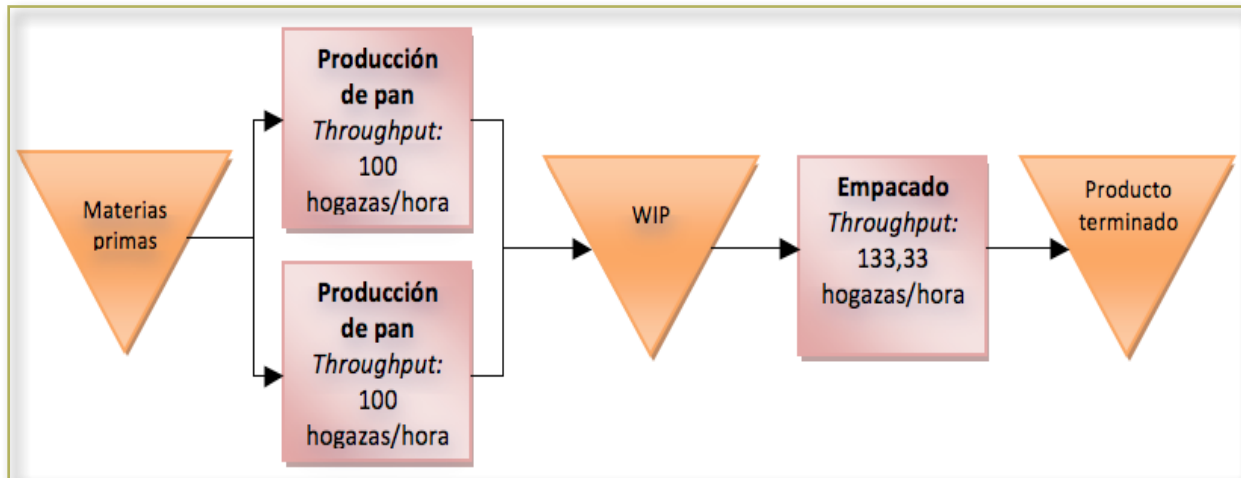 Materias
primas
Producción
de pan
Throughput:
100
hogazas/hora
Producción
de pan
Throughput:
100
hogazas/hora
WIP
Empacado
Throughput:
133,33
hogazas/hora
Producto
terminado